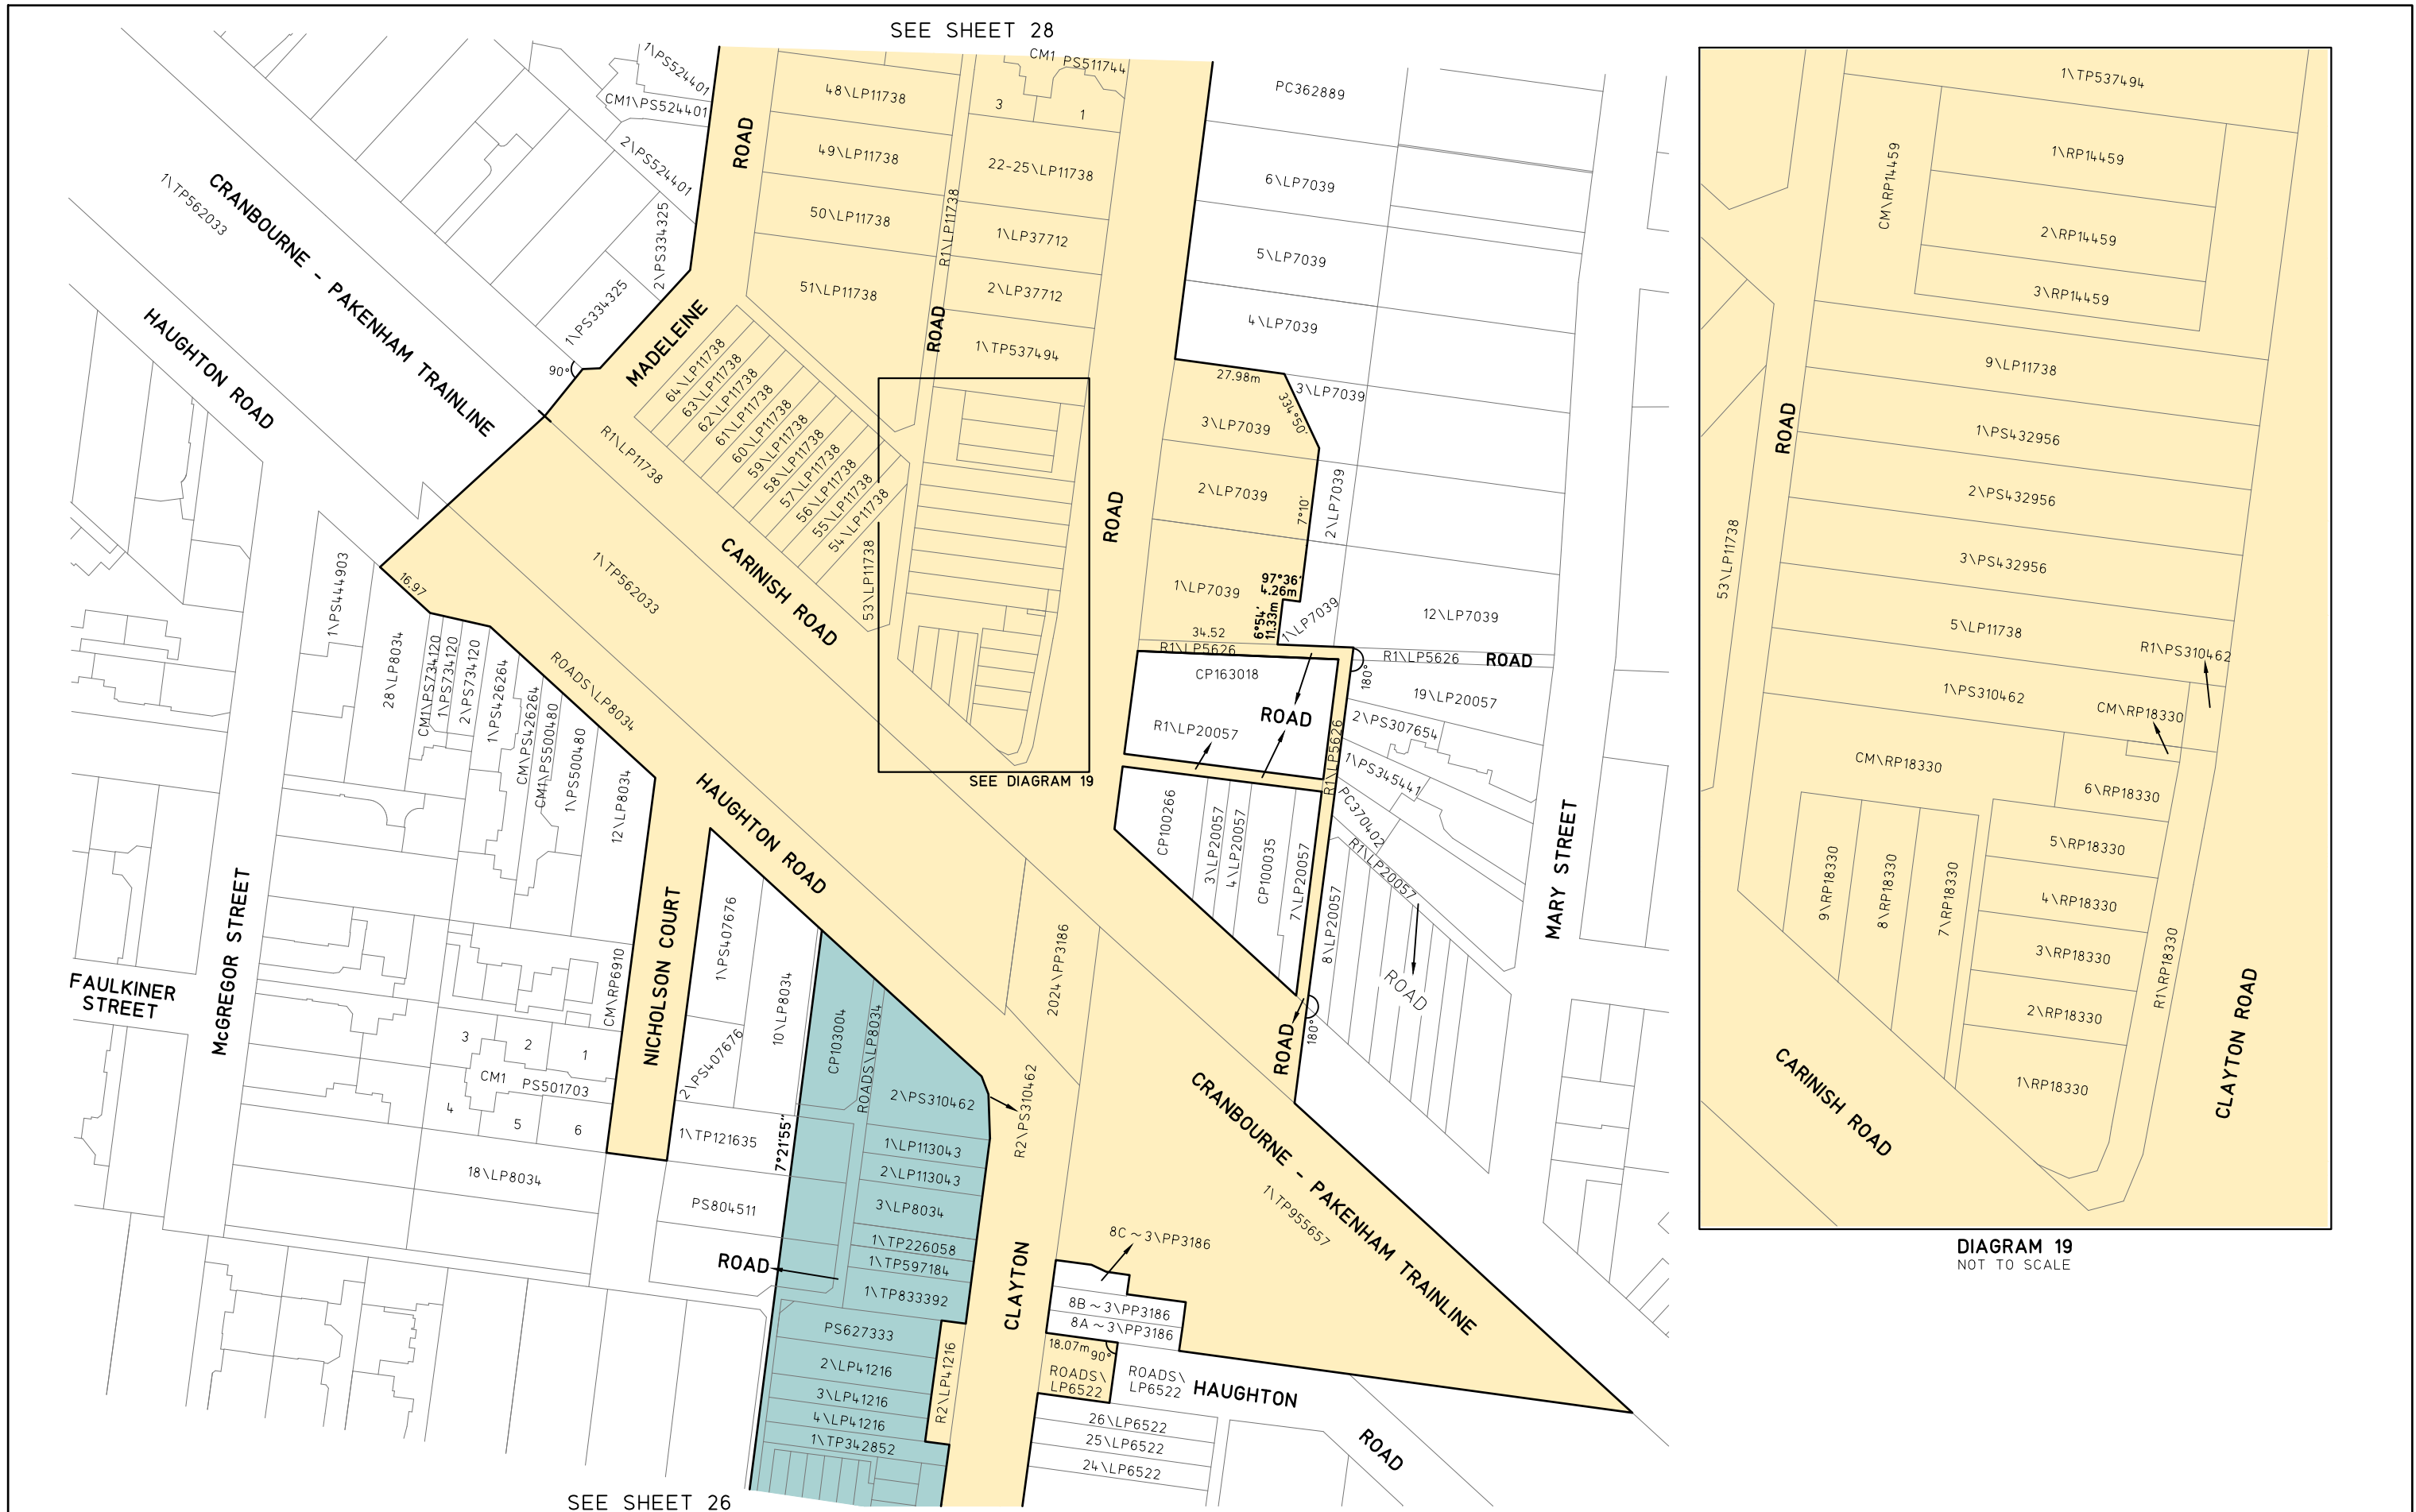 SEE SHEET 28
1\PS524401
CM1\PS524401
2\PS524401
2\PS334325
1\PS334325
90°
CRANBOURNE - PAKENHAM TRAINLINE
1\TP562033
HAUGHTON ROAD
MADELEINE
ROAD
48\LP11738
49\LP11738
50\LP11738
51\LP11738
R1\LP11738
ROAD
CM1 PS511744
3
1
22-25\LP11738
1\LP37712
2\LP37712
1\TP537494
64\LP11738
63\LP11738
62\LP11738
61\LP11738
60\LP11738
59\LP11738
58\LP11738
57\LP11738
56\LP11738
55\LP11738
54\LP11738
53\LP11738
R1\LP11738
CARINISH ROAD
1\TP562033
SEE DIAGRAM 19
ROAD
PC362889
6\LP7039
5\LP7039
4\LP7039
27.98m
3\LP7039
334°50'
3\LP7039
2\LP7039
7°10'
2\LP7039
97°36'
4.26m
1\LP7039
6°54'
11.33m
1\LP7039
12\LP7039
34.52
R1\LP5626
R1\LP5626
ROAD
180°
CP163018
ROAD
R1\LP20057
R1\LP5626
19\LP20057
2\PS307654
1\PS345441
PC370402
R1\LP20057
CP100266
3\LP20057
4\LP20057
CP100035
7\LP20057
8\LP20057
ROAD
ROAD
180°
MARY STREET
16.97
1\PS444903
28\LP8034
CM1\PS734120
1\PS734120
2\PS734120
1\PS426264
CM\PS426264
CM1\PS500480
1\PS500480
12\LP8034
ROADS\LP8034
HAUGHTON ROAD
McGREGOR STREET
FAULKINER
STREET
NICHOLSON COURT
CM\RP6910
3
2
1
CM1 PS501703
4
5
6
18\LP8034
1\PS407676
2\PS407676
10\LP8034
1\TP121635
7°21'55"
PS804511
ROAD
CP103004
ROADS\LP8034
2\PS310462
1\LP113043
2\LP113043
3\LP8034
1\TP226058
1\TP597184
1\TP833392
PS627333
2\LP41216
3\LP41216
4\LP41216
1\TP342852
R2\LP41216
R2\PS310462
2024\PP3186
CLAYTON
CRANBOURNE - PAKENHAM TRAINLINE
1\TP955657
8C ~ 3\PP3186
8B ~ 3\PP3186
8A ~ 3\PP3186
18.07m
90°
ROADS\
LP6522
ROADS\
LP6522
HAUGHTON
ROAD
26\LP6522
25\LP6522
24\LP6522
SEE SHEET 26
1\TP537494
CM\RP14459
1\RP14459
2\RP14459
3\RP14459
9\LP11738
ROAD
1\PS432956
2\PS432956
3\PS432956
53\LP11738
5\LP11738
R1\PS310462
1\PS310462
CM\RP18330
CM\RP18330
6\RP18330
5\RP18330
4\RP18330
3\RP18330
2\RP18330
1\RP18330
9\RP18330
8\RP18330
7\RP18330
R1\RP18330
CARINISH ROAD
CLAYTON ROAD
DIAGRAM 19
NOT TO SCALE